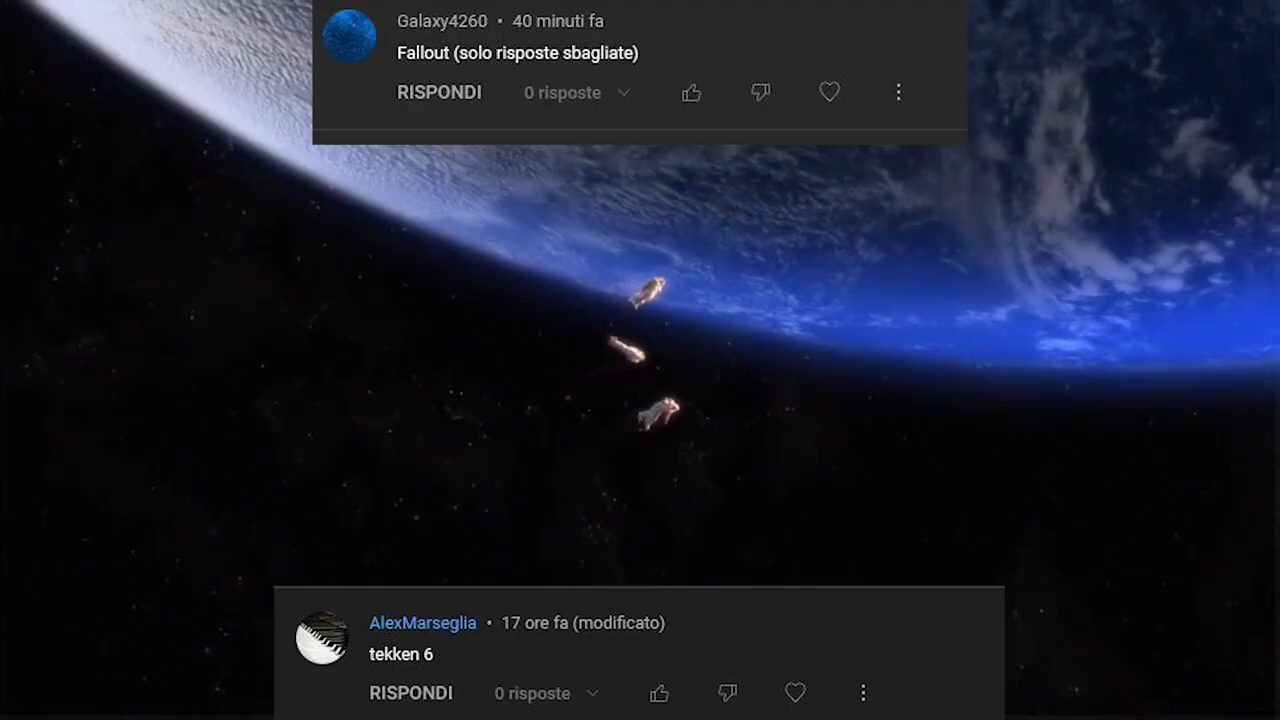 Galaxy4260 • 40 minuti fa
Fallout (solo risposte sbagliate)
RISPONDI 0 risposte
AlexMarseglia • 17 ore fa (modificato)
tekken 6
RISPONDI 0 risposte